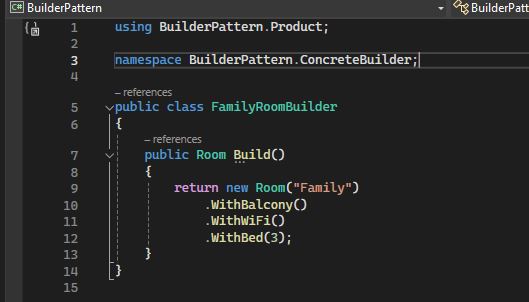 C# BuilderPattern BuilderPatt
1 using BuilderPattern.Product;
2
3 namespace BuilderPattern.ConcreteBuilder;
4
– references
5 public class FamilyRoomBuilder
6 {
– references
7 public Room Build()
8 {
9 return new Room("Family")
10 .WithBalcony()
11 .WithWiFi()
12 .WithBed(3);
13 }
14 }
15